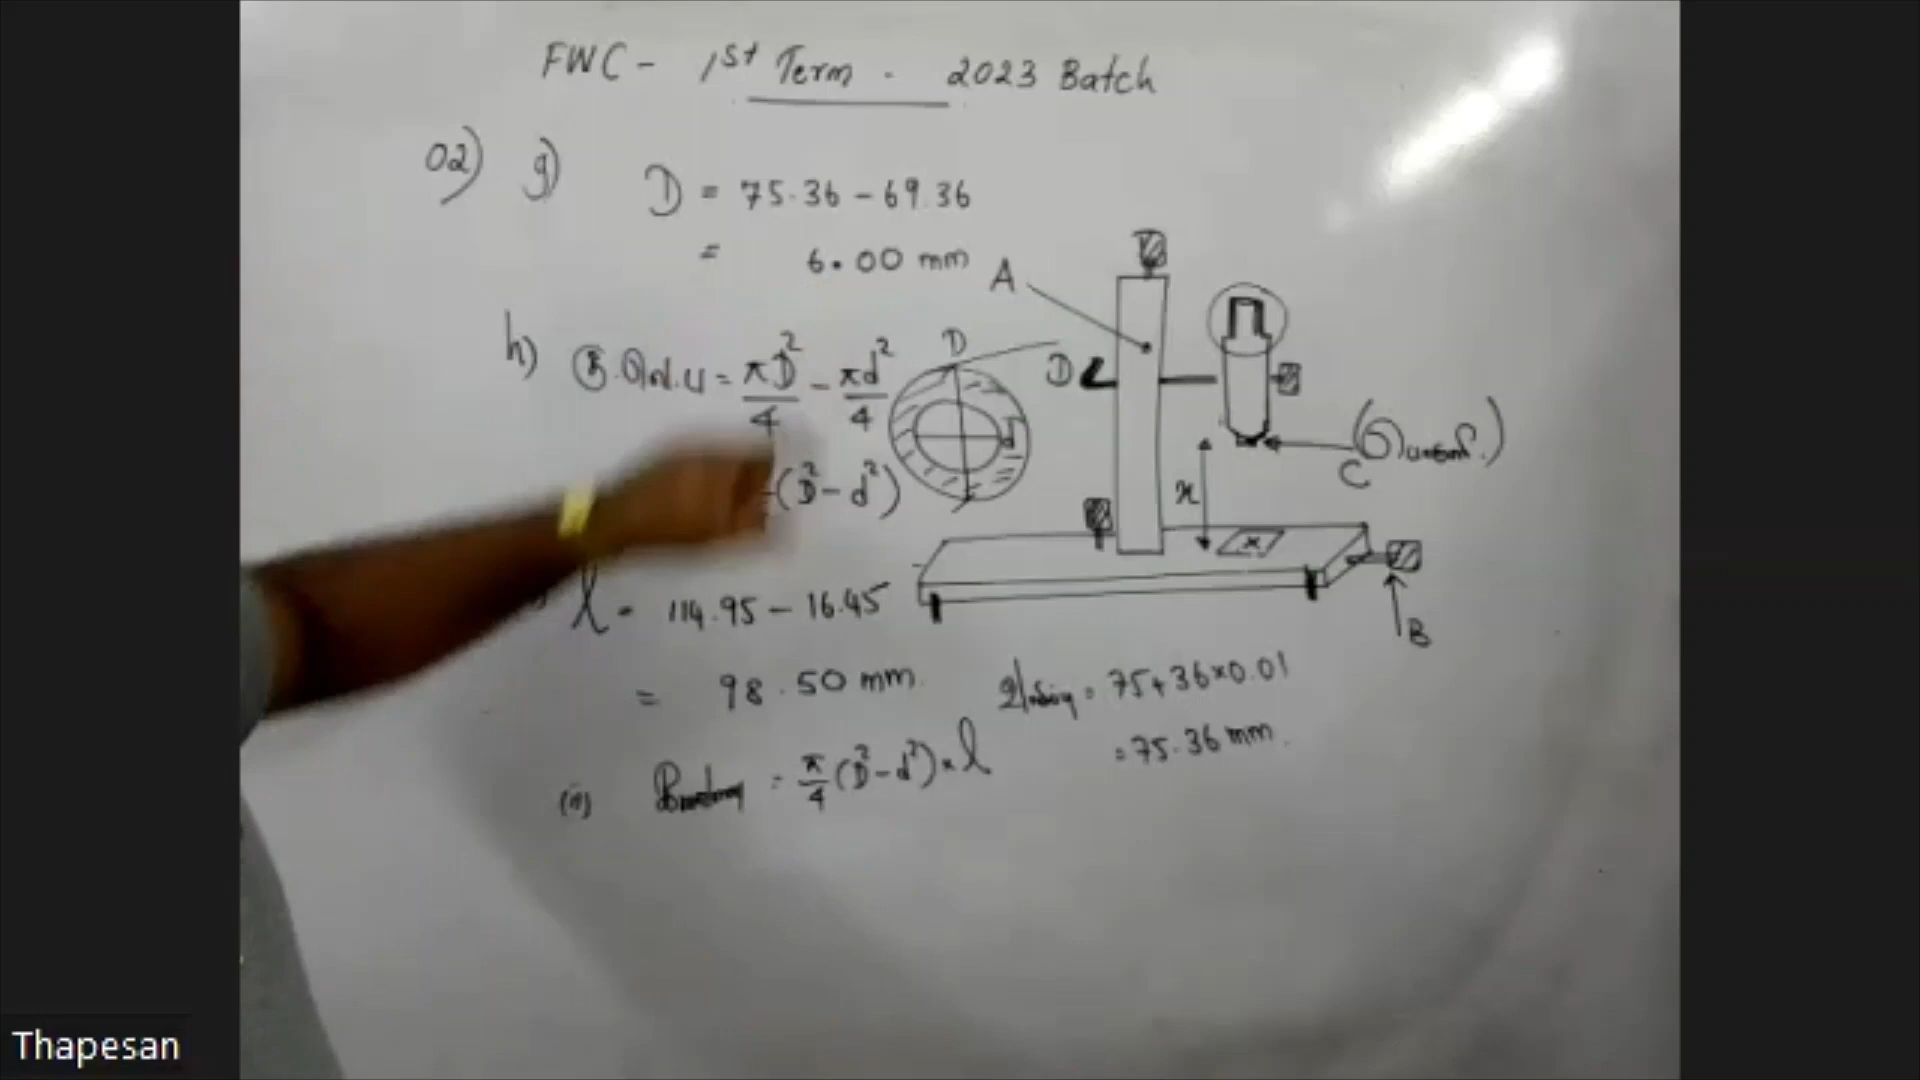 FWC - 1st Term - 2023 Batch
02) g) D = 75.36 - 69.36
= 6.00 mm
A
h) கு.வெ.ப = πD²/4 - πd²/4
D
d
D
(D² - d²)
x
x
C
B
l = 114.95 - 16.45
= 98.50 mm.
= 75 + 36 × 0.01
= 75.36 mm.
(ii) = π/4 (D² - d²) × l
Thapesan